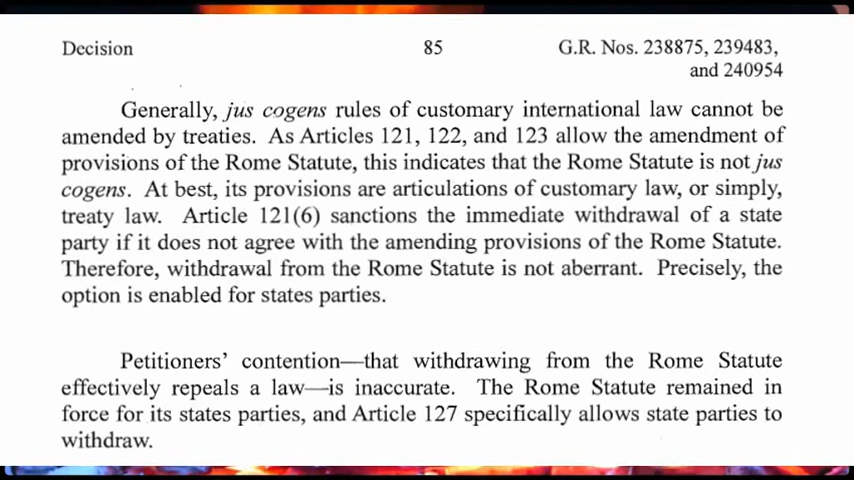 Decision 85 G.R. Nos. 238875, 239483,
and 240954
Generally, jus cogens rules of customary international law cannot be
amended by treaties. As Articles 121, 122, and 123 allow the amendment of
provisions of the Rome Statute, this indicates that the Rome Statute is not jus
cogens. At best, its provisions are articulations of customary law, or simply,
treaty law. Article 121(6) sanctions the immediate withdrawal of a state
party if it does not agree with the amending provisions of the Rome Statute.
Therefore, withdrawal from the Rome Statute is not aberrant. Precisely, the
option is enabled for states parties.
Petitioners' contention—that withdrawing from the Rome Statute
effectively repeals a law—is inaccurate. The Rome Statute remained in
force for its states parties, and Article 127 specifically allows state parties to
withdraw.